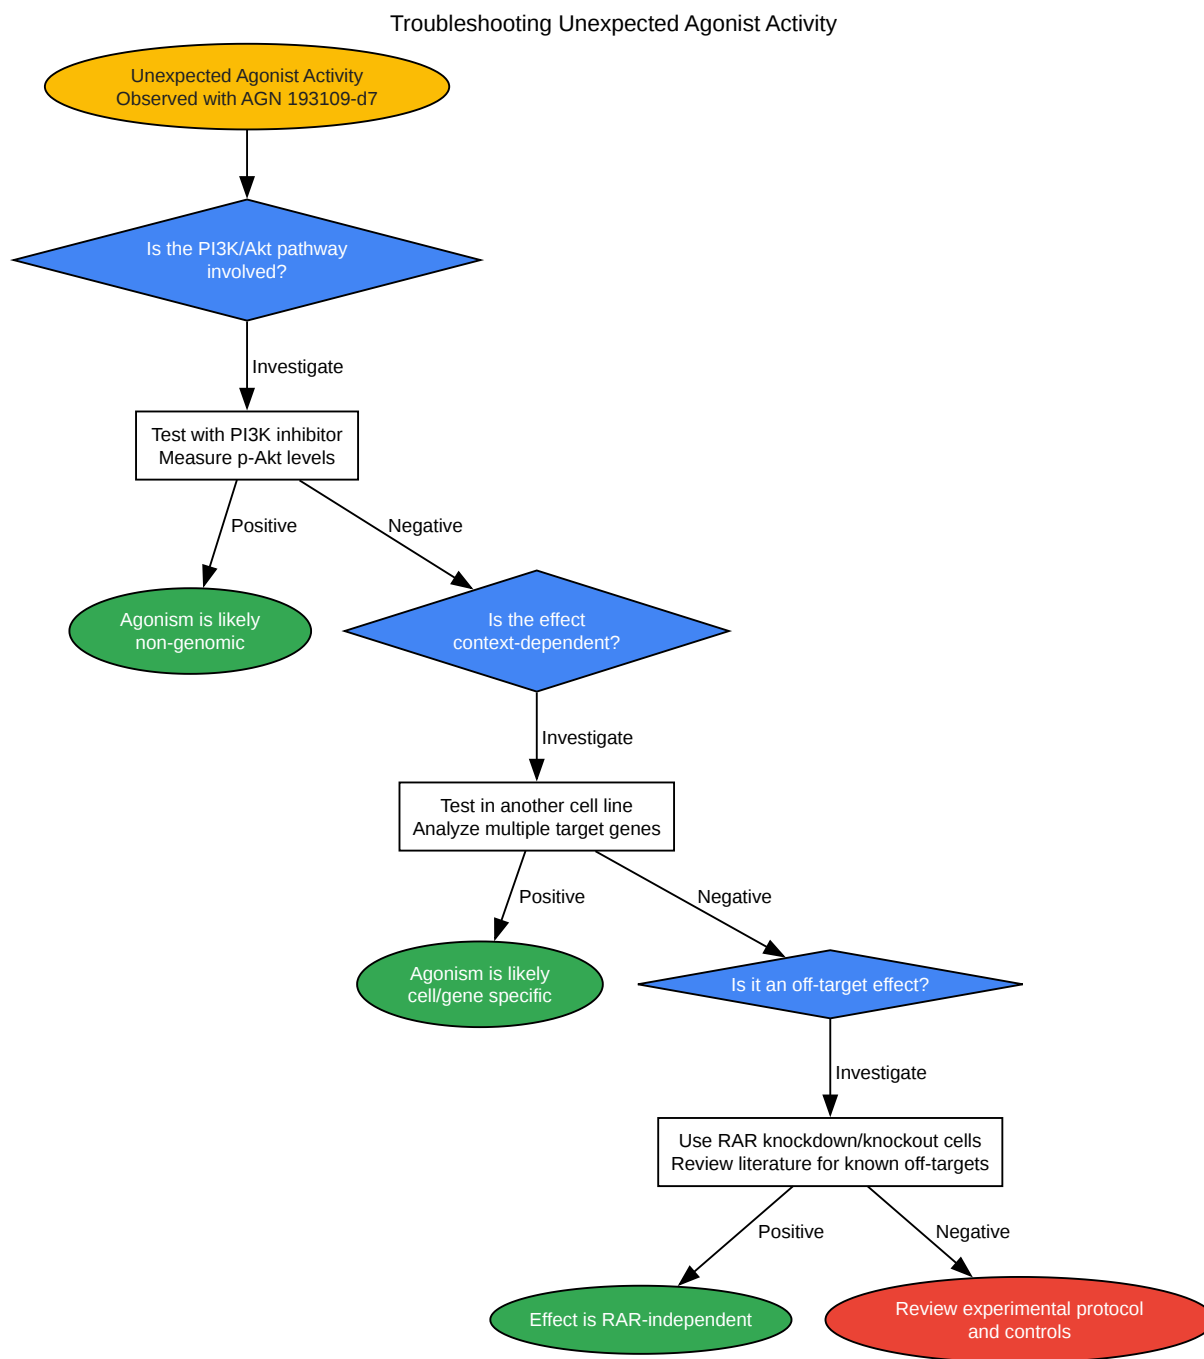 Troubleshooting Unexpected Agonist Activity
Unexpected Agonist Activity
Observed with AGN 193109-d7
Is the PI3K/Akt pathway
involved?
Investigate
Test with PI3K inhibitor
Measure p-Akt levels
Positive
Negative
Agonism is likely
non-genomic
Is the effect
context-dependent?
Investigate
Test in another cell line
Analyze multiple target genes
Positive
Negative
Agonism is likely
cell/gene specific
Is it an off-target effect?
Investigate
Use RAR knockdown/knockout cells
Review literature for known off-targets
Positive
Negative
Effect is RAR-independent
Review experimental protocol
and controls